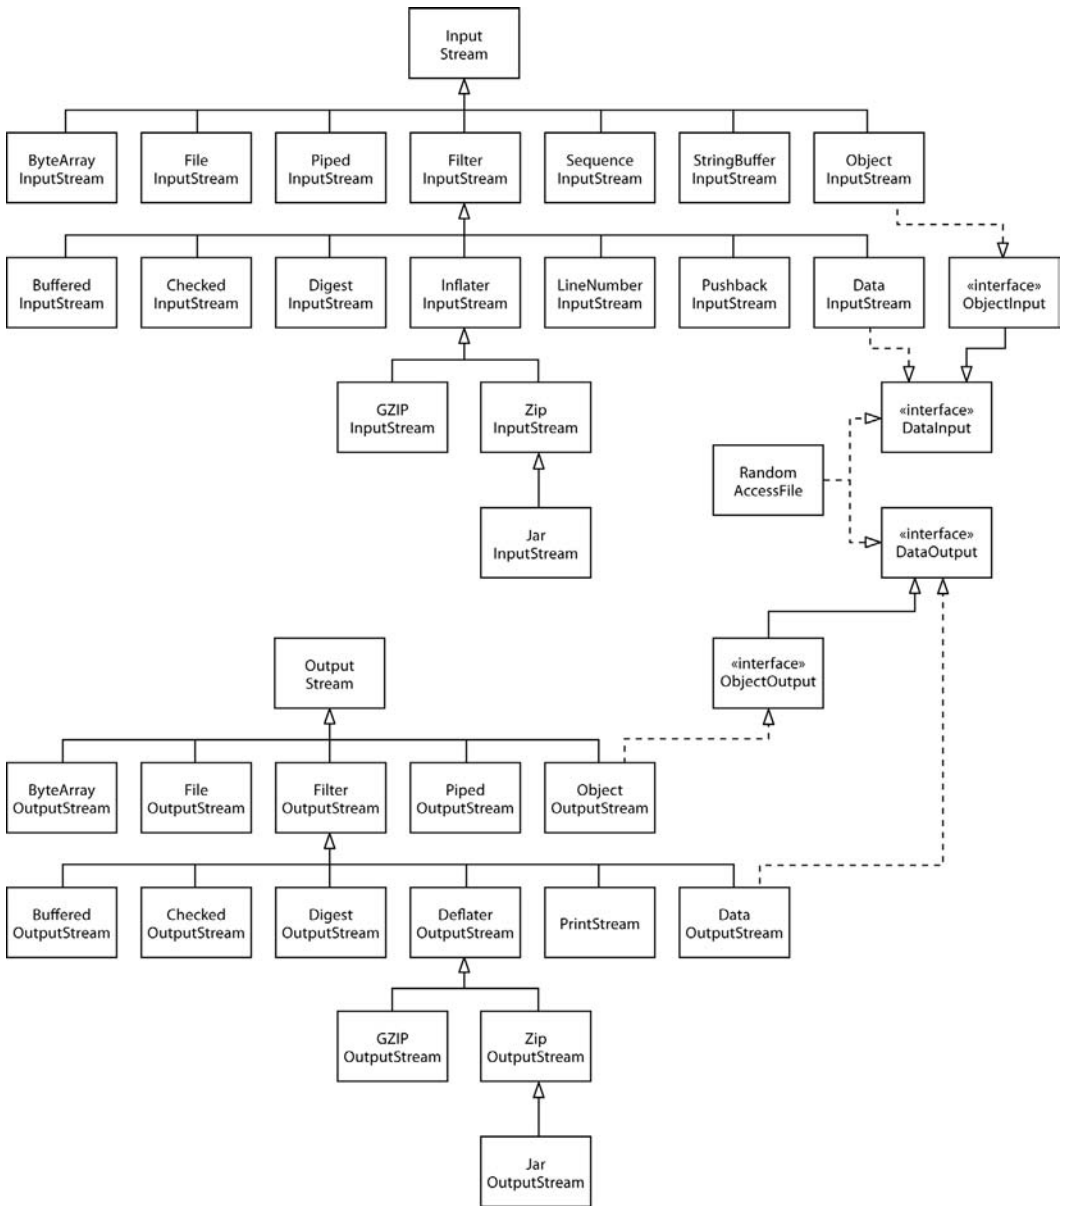 Input
Stream
ByteArray
InputStream
File
InputStream
Piped
InputStream
Filter
InputStream
Sequence
InputStream
StringBuffer
InputStream
Object
InputStream
Buffered
InputStream
Checked
InputStream
Digest
InputStream
Inflater
InputStream
LineNumber
InputStream
Pushback
InputStream
Data
InputStream
«interface»
ObjectInput
GZIP
InputStream
Zip
InputStream
«interface»
DataInput
Random
AccessFile
Jar
InputStream
«interface»
DataOutput
Output
Stream
«interface»
ObjectOutput
ByteArray
OutputStream
File
OutputStream
Filter
OutputStream
Piped
OutputStream
Object
OutputStream
Buffered
OutputStream
Checked
OutputStream
Digest
OutputStream
Deflater
OutputStream
PrintStream
Data
OutputStream
GZIP
OutputStream
Zip
OutputStream
Jar
OutputStream